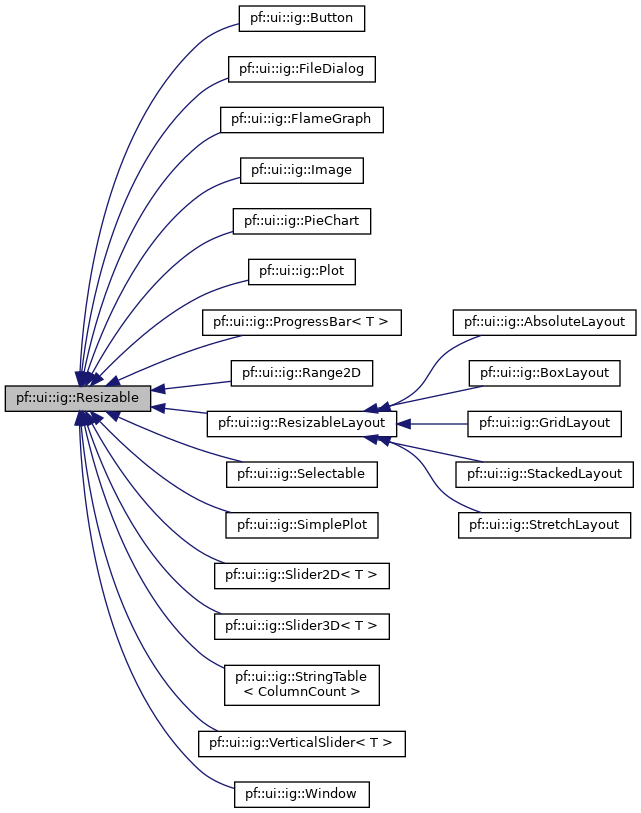 pf::ui::ig::Button
pf::ui::ig::FileDialog
pf::ui::ig::FlameGraph
pf::ui::ig::Image
pf::ui::ig::PieChart
pf::ui::ig::Plot
pf::ui::ig::ProgressBar< T >
pf::ui::ig::AbsoluteLayout
pf::ui::ig::Range2D
pf::ui::ig::BoxLayout
pf::ui::ig::Resizable
pf::ui::ig::ResizableLayout
pf::ui::ig::GridLayout
pf::ui::ig::Selectable
pf::ui::ig::StackedLayout
pf::ui::ig::SimplePlot
pf::ui::ig::StretchLayout
pf::ui::ig::Slider2D< T >
pf::ui::ig::Slider3D< T >
pf::ui::ig::StringTable
< ColumnCount >
pf::ui::ig::VerticalSlider< T >
pf::ui::ig::Window